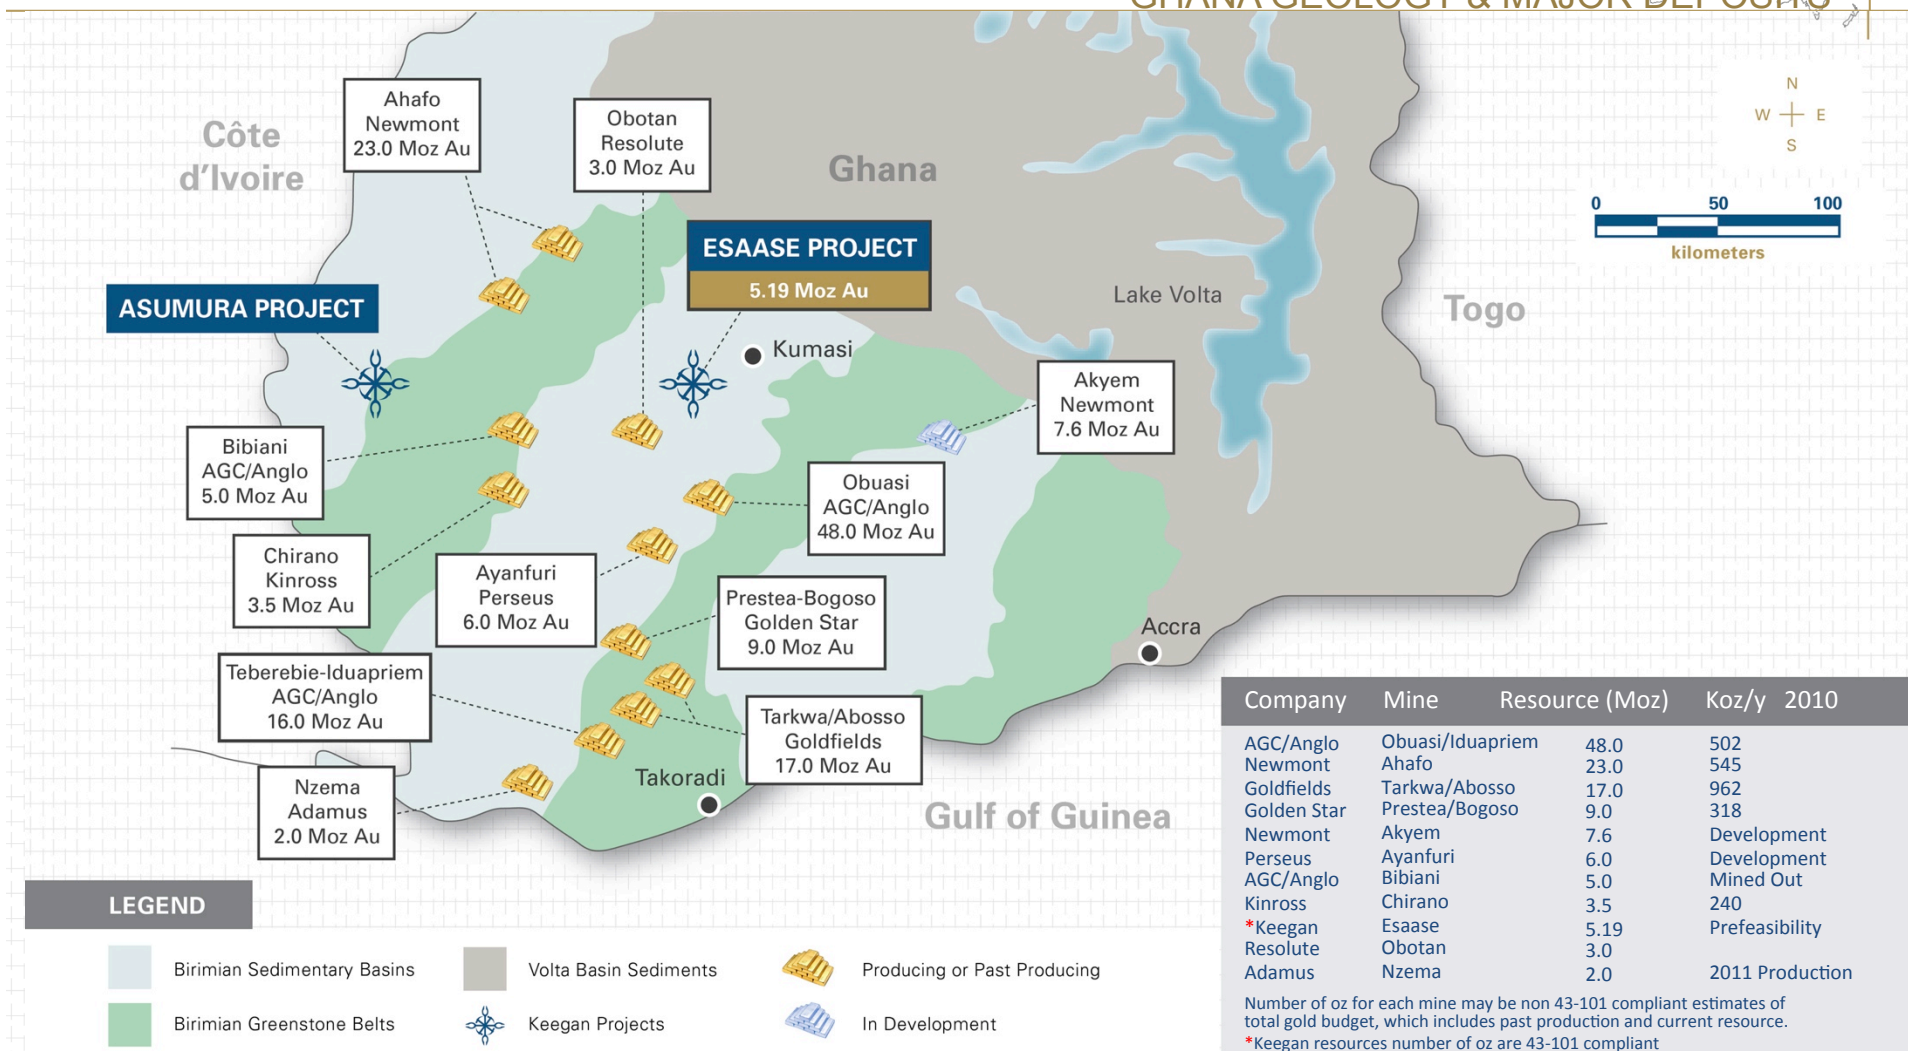 GHANA GEOLOGY & MAJOR DEPOSITS
Côte
d'Ivoire
Ahafo
Newmont
23.0 Moz Au
Obotan
Resolute
3.0 Moz Au
Ghana
N
W E
S
0 50 100
kilometers
ESAASE PROJECT
5.19 Moz Au
ASUMURA PROJECT
Lake Volta
Togo
Kumasi
Akyem
Newmont
7.6 Moz Au
Bibiani
AGC/Anglo
5.0 Moz Au
Obuasi
AGC/Anglo
48.0 Moz Au
Chirano
Kinross
3.5 Moz Au
Ayanfuri
Perseus
6.0 Moz Au
Prestea-Bogoso
Golden Star
9.0 Moz Au
Accra
Teberebie-Iduapriem
AGC/Anglo
16.0 Moz Au
Tarkwa/Abosso
Goldfields
17.0 Moz Au
Takoradi
Nzema
Adamus
2.0 Moz Au
Gulf of Guinea
Company Mine Resource (Moz) Koz/y 2010
AGC/Anglo Obuasi/Iduapriem 48.0 502
Newmont Ahafo 23.0 545
Goldfields Tarkwa/Abosso 17.0 962
Golden Star Prestea/Bogoso 9.0 318
Newmont Akyem 7.6 Development
Perseus Ayanfuri 6.0 Development
AGC/Anglo Bibiani 5.0 Mined Out
Kinross Chirano 3.5 240
*Keegan Esaase 5.19 Prefeasibility
Resolute Obotan 3.0
Adamus Nzema 2.0 2011 Production
Number of oz for each mine may be non 43-101 compliant estimates of
total gold budget, which includes past production and current resource.
*Keegan resources number of oz are 43-101 compliant
LEGEND
Birimian Sedimentary Basins
Volta Basin Sediments
Producing or Past Producing
Birimian Greenstone Belts
Keegan Projects
In Development